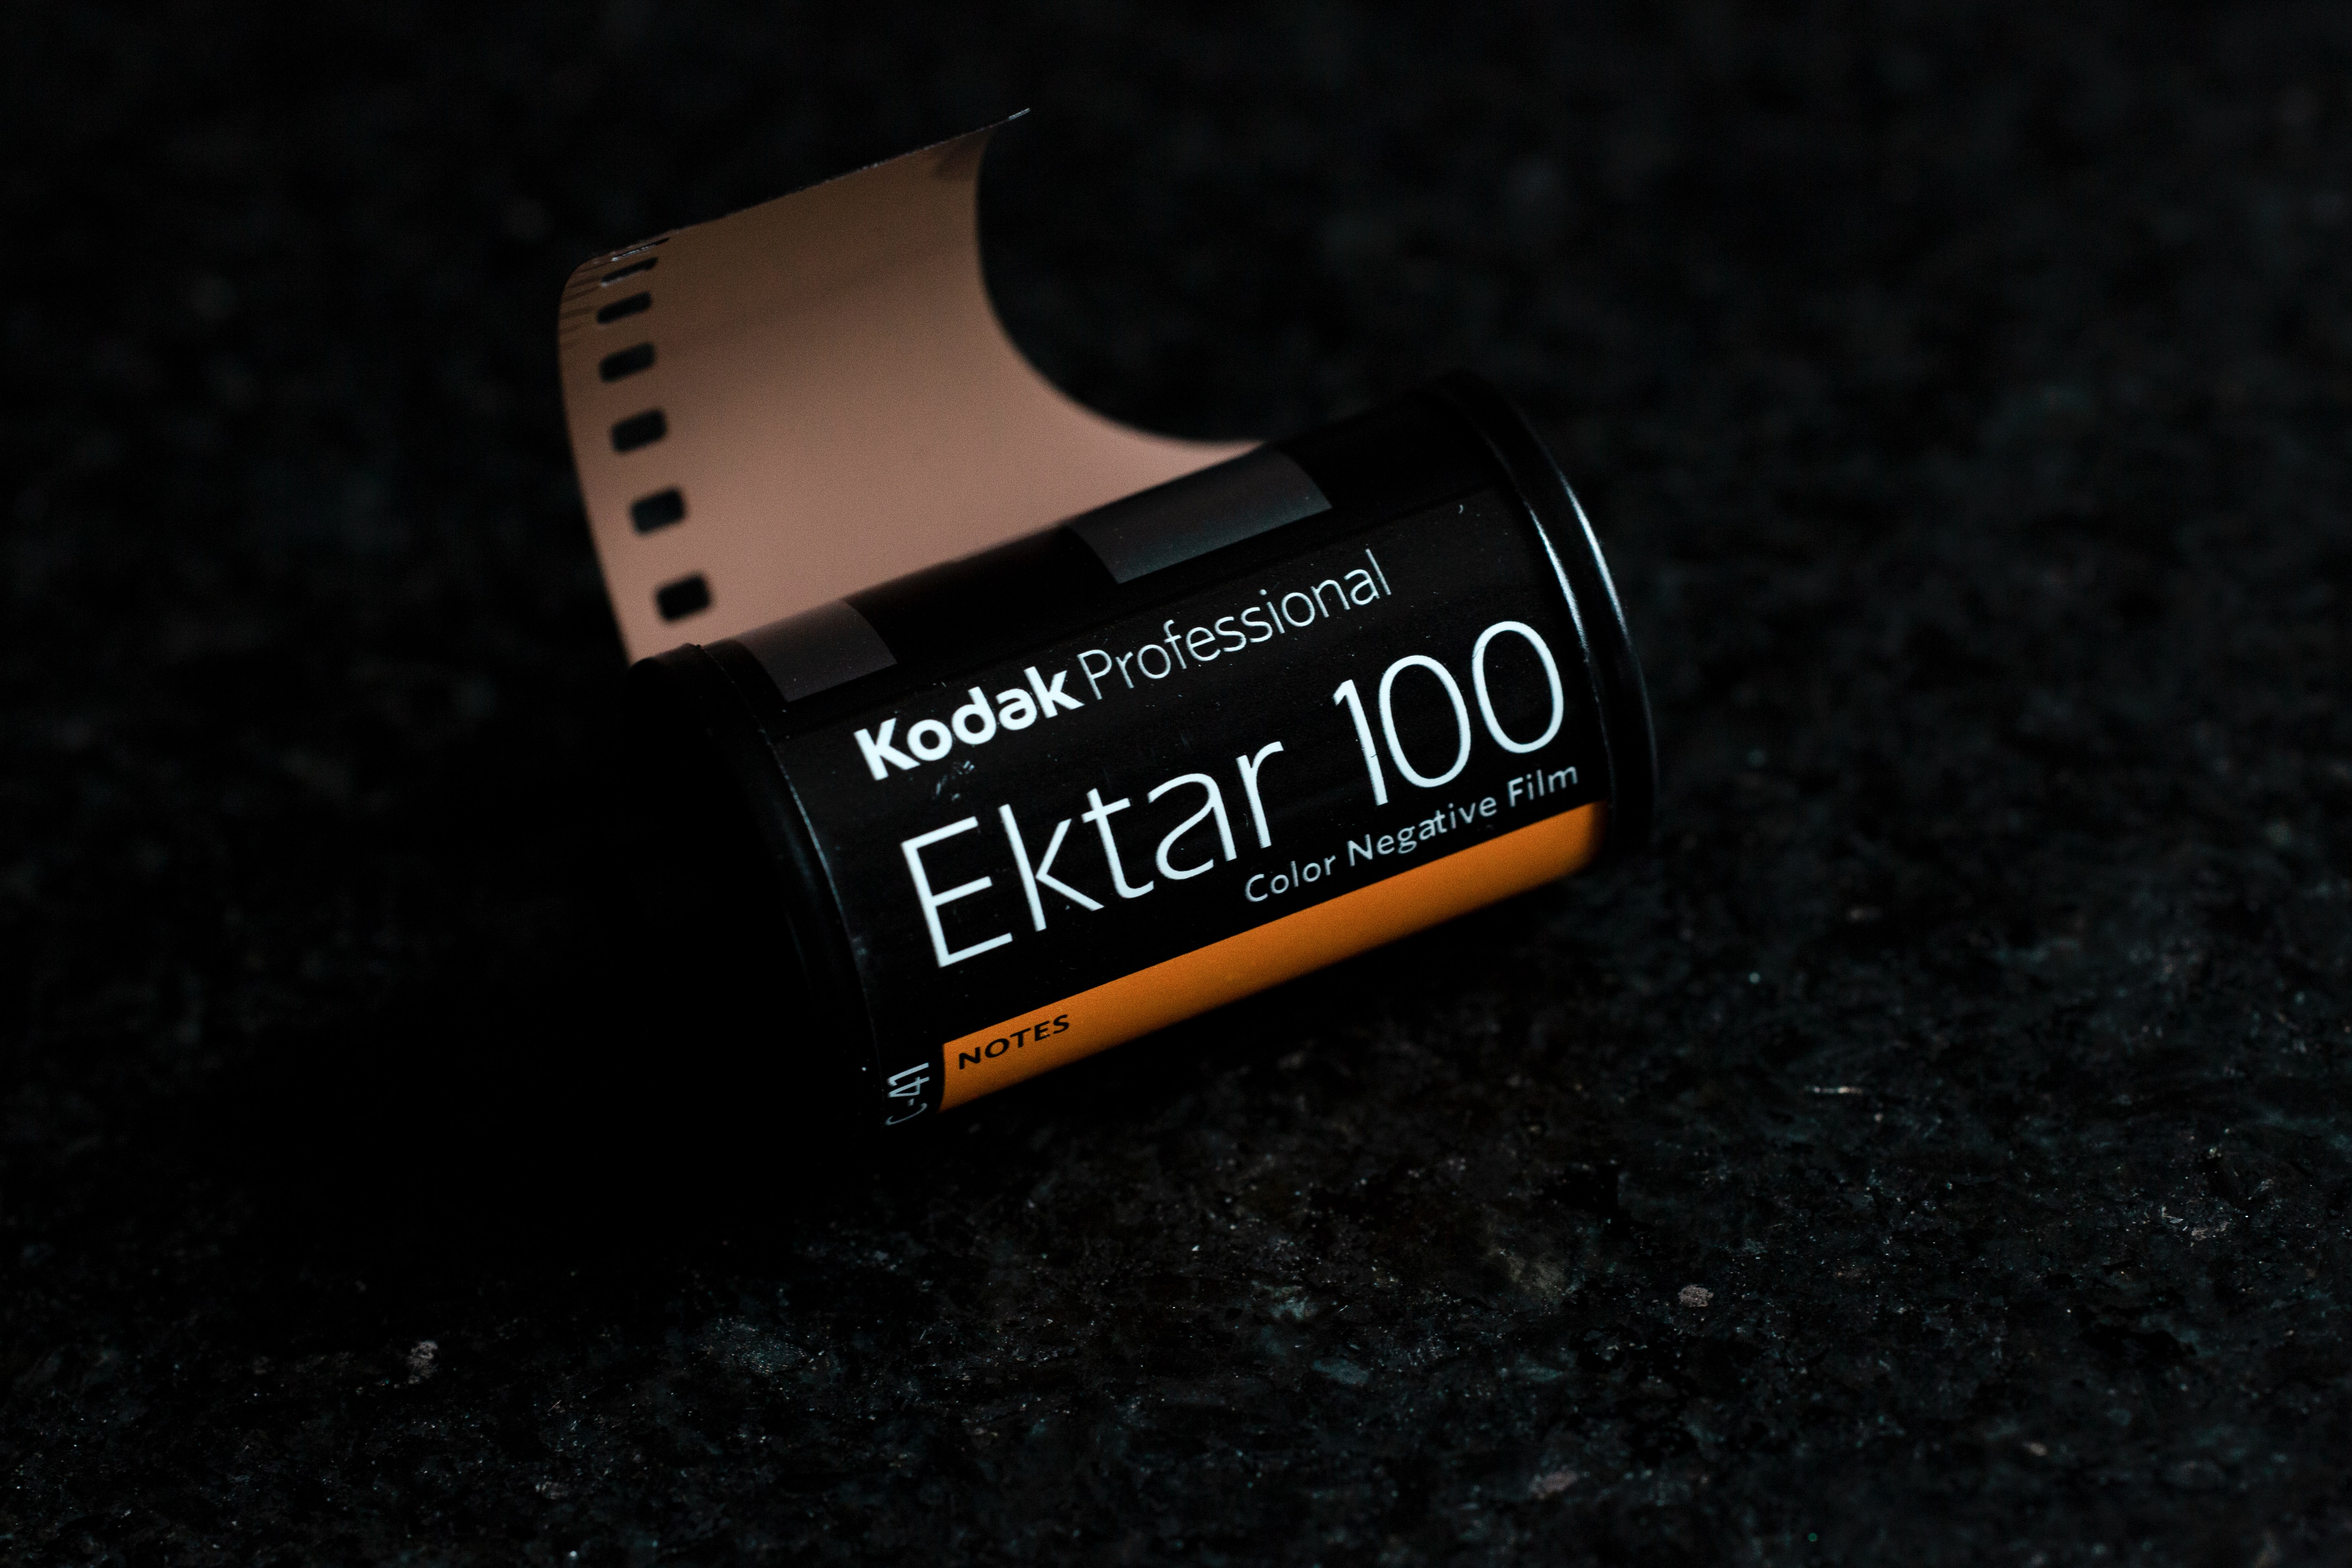 Kodak Professional
Ektar 100
Color Negative Film
NOTES
C-41